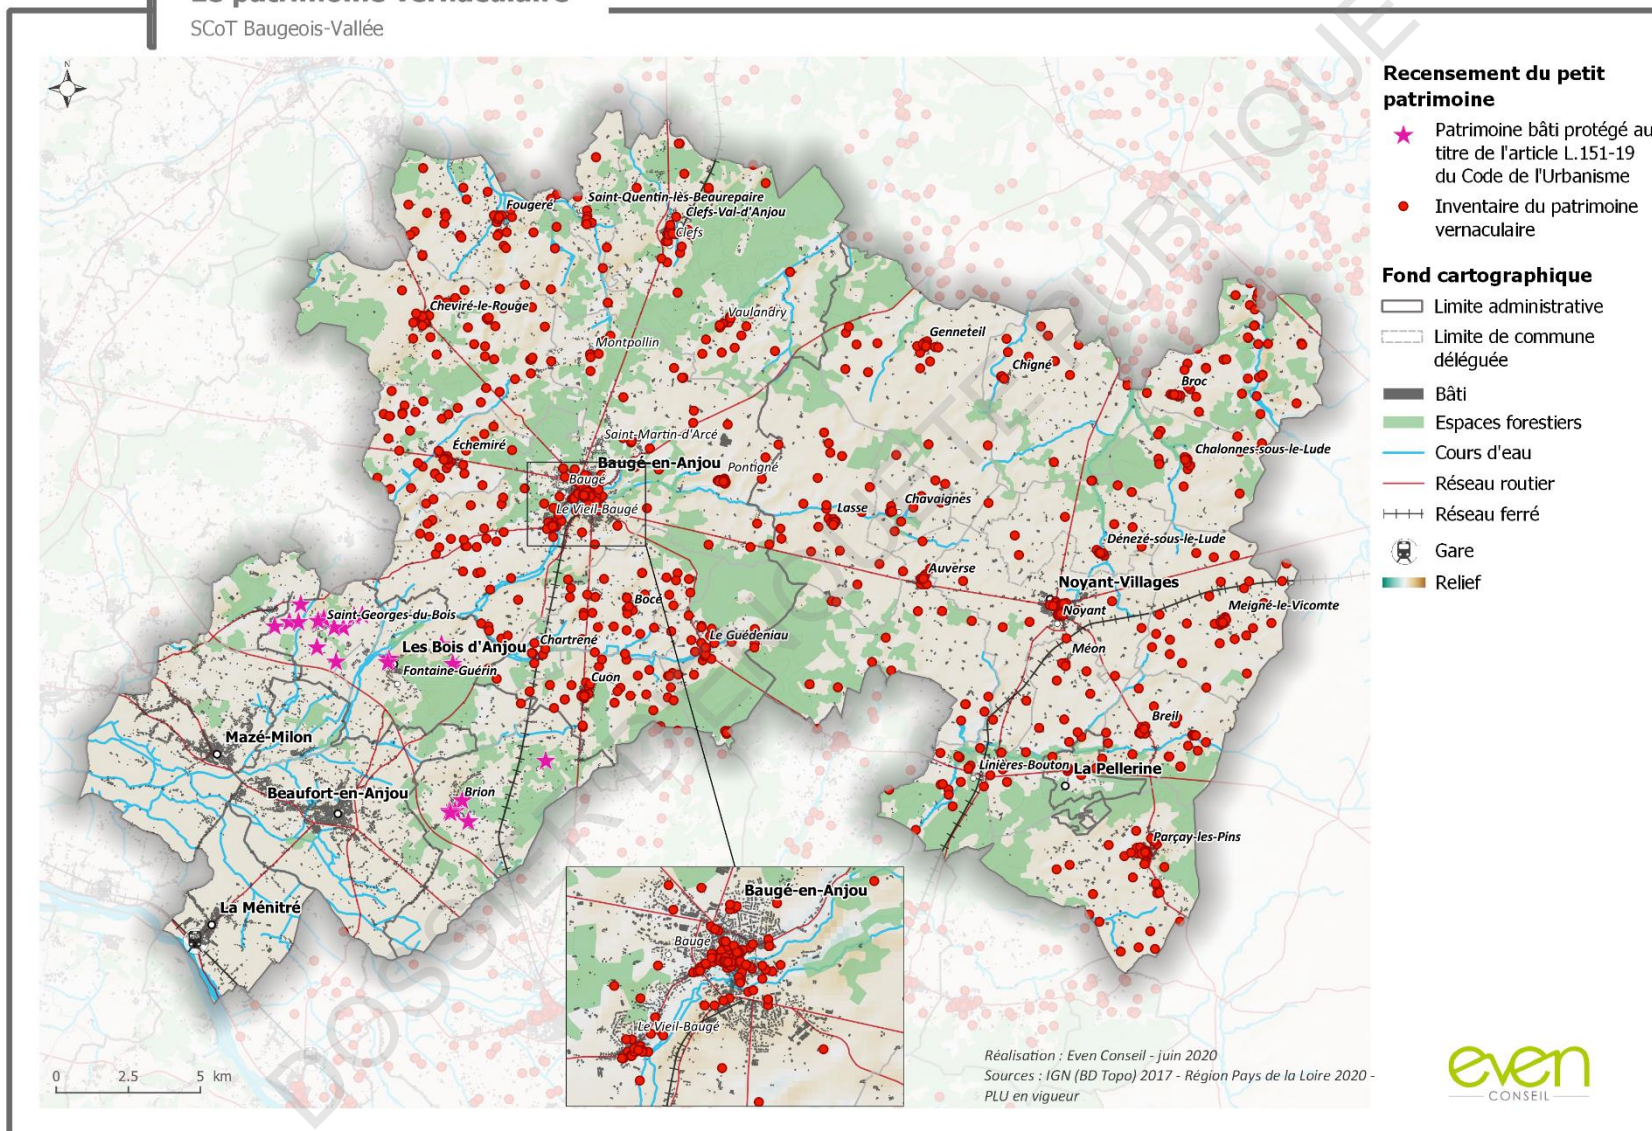 Le patrimoine vernaculaire
SCoT Baugeois-Vallée
N
Recensement du petit
patrimoine
Patrimoine bâti protégé au
titre de l'article L.151-19
du Code de l'Urbanisme
Inventaire du patrimoine
vernaculaire
Fond cartographique
Limite administrative
Limite de commune
déléguée
Bâti
Espaces forestiers
Cours d'eau
Réseau routier
Réseau ferré
Gare
Relief
Fougeré
Saint-Quentin-lès-Beaurepaire
Clefs-Val-d'Anjou
Clefs
Cheviré-le-Rouge
Vaulandry
Montpollin
Genneteil
Chigné
Broc
Échemiré
Saint-Martin-d'Arcé
Chalonnes-sous-le-Lude
Baugé-en-Anjou
Pontigné
Baugé
Le Vieil-Baugé
Lasse
Chavaignes
Dénezé-sous-le-Lude
Auverse
Noyant-Villages
Noyant
Meigné-le-Vicomte
Bocé
Saint-Georges-du-Bois
Chartrené
Le Guédeniau
Les Bois d'Anjou
Fontaine-Guérin
Méon
Cuon
Breil
Mazé-Milon
Linières-Bouton
La Pellerine
Beaufort-en-Anjou
Brion
Parçay-les-Pins
La Ménitré
Baugé-en-Anjou
Baugé
Le Vieil-Baugé
0 2.5 5 km
Réalisation : Even Conseil - juin 2020
Sources : IGN (BD Topo) 2017 - Région Pays de la Loire 2020 -
PLU en vigueur
even
CONSEIL
DOSSIER D'ENQUETE PUBLIQUE